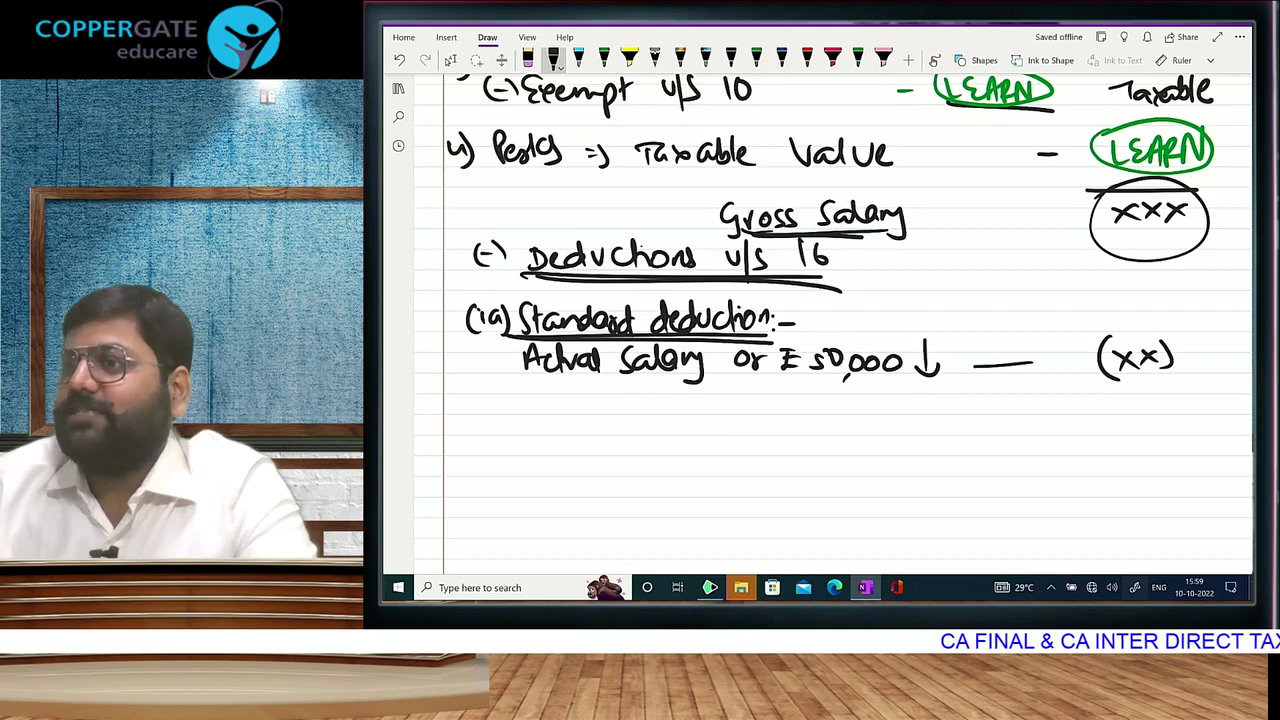 COPPERGATE
educare
Home Insert Draw View Help
Saved offline Share
Shapes Ink to Shape Ink to Text Ruler
(-) Exempt u/s 10 - LEARN Taxable
4) Perks => Taxable Value - LEARN
Gross Salary xxx
(-) Deductions u/s 16
(ia) Standard deduction:-
Actual Salary or ₹ 50,000 ↓ — (xx)
Type here to search
29°C ENG
15:59
10-10-2022
CA FINAL & CA INTER DIRECT TAX